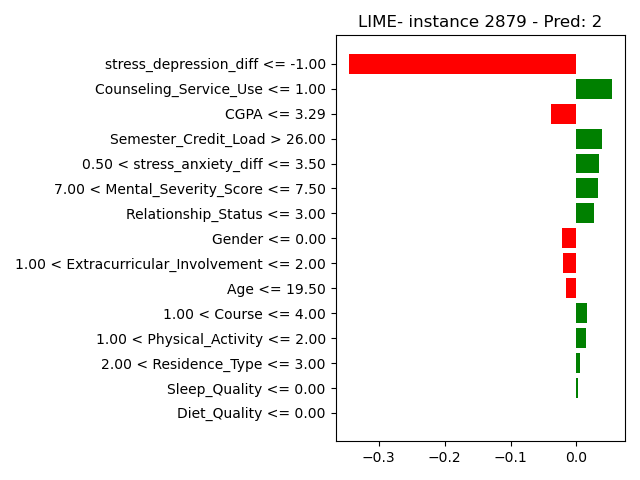 LIME- instance 2879 - Pred: 2
stress_depression_diff <= -1.00
Counseling_Service_Use <= 1.00
CGPA <= 3.29
Semester_Credit_Load > 26.00
0.50 < stress_anxiety_diff <= 3.50
7.00 < Mental_Severity_Score <= 7.50
Relationship_Status <= 3.00
Gender <= 0.00
1.00 < Extracurricular_Involvement <= 2.00
Age <= 19.50
1.00 < Course <= 4.00
1.00 < Physical_Activity <= 2.00
2.00 < Residence_Type <= 3.00
Sleep_Quality <= 0.00
Diet_Quality <= 0.00
−0.3 −0.2 −0.1 0.0